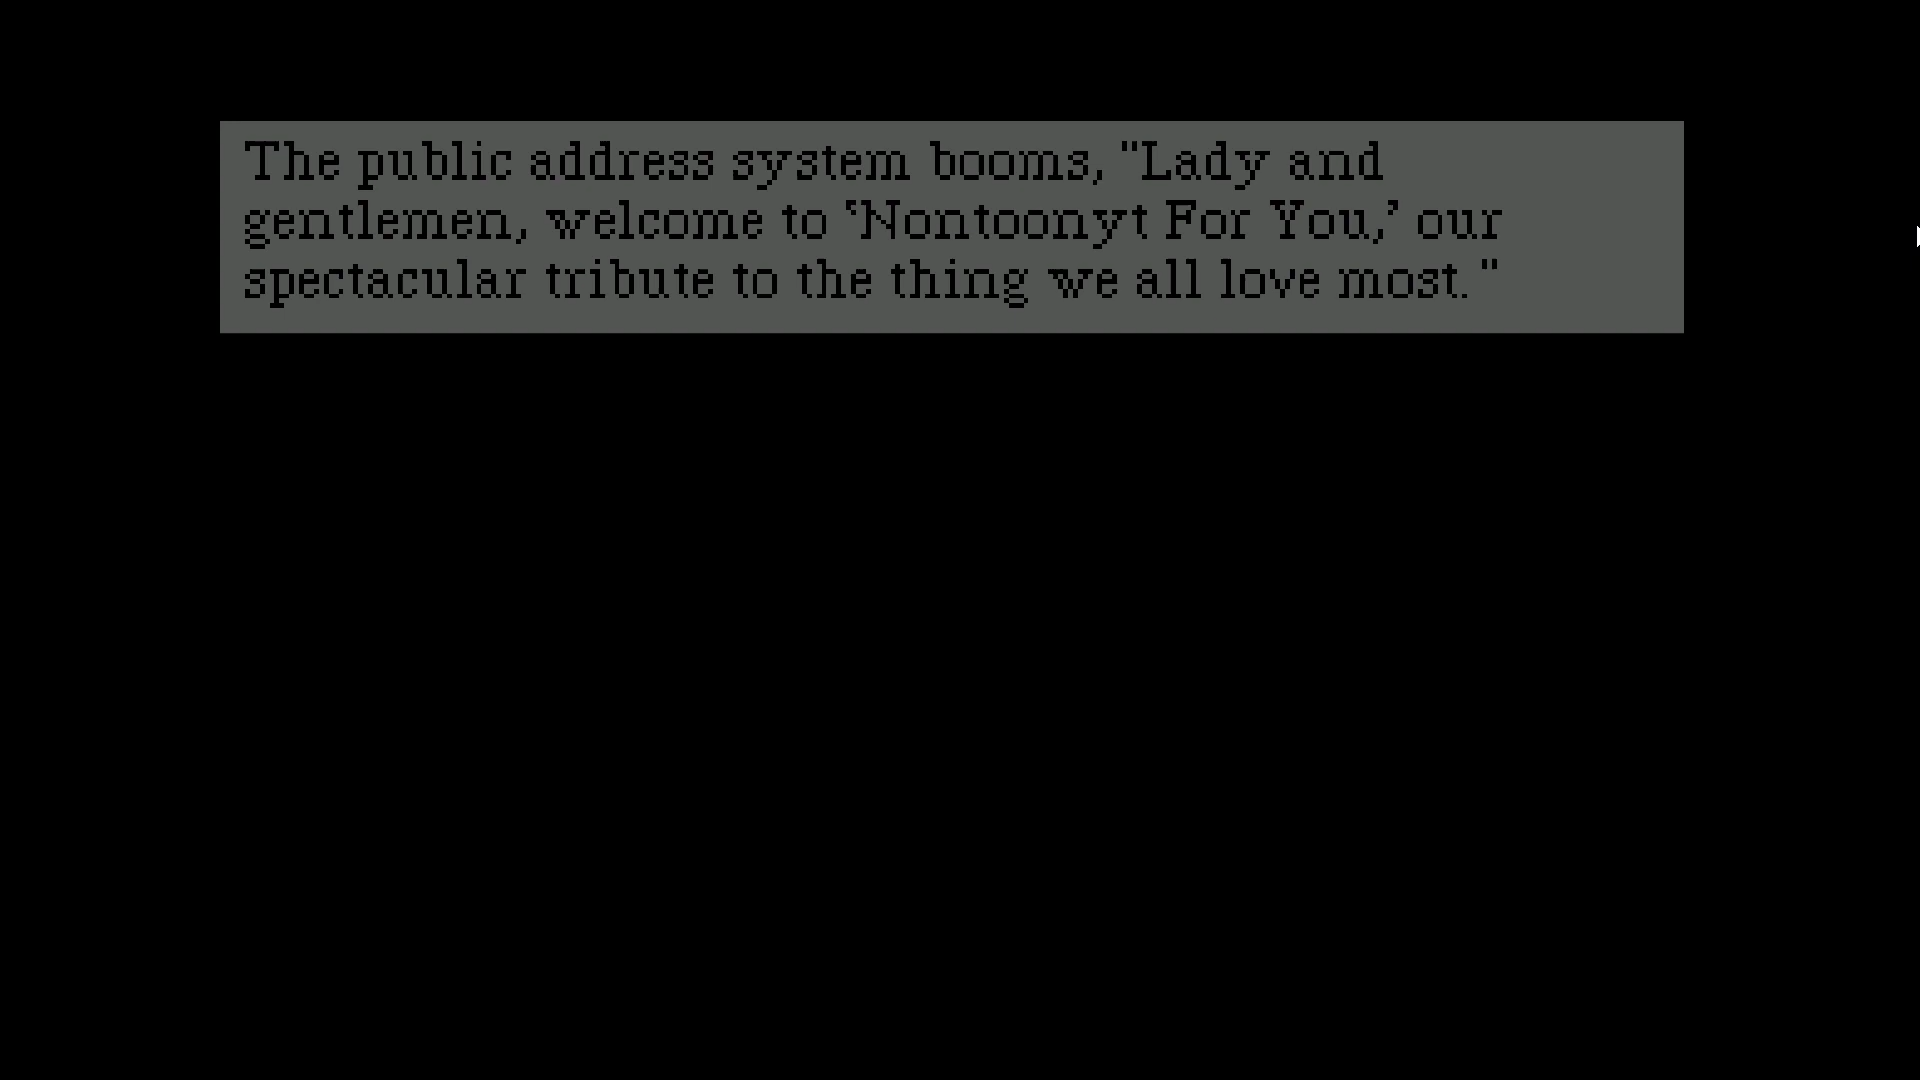 The public address system booms, "Lady and
gentlemen, welcome to ‘Nontoonyt For You,’ our
spectacular tribute to the thing we all love most."